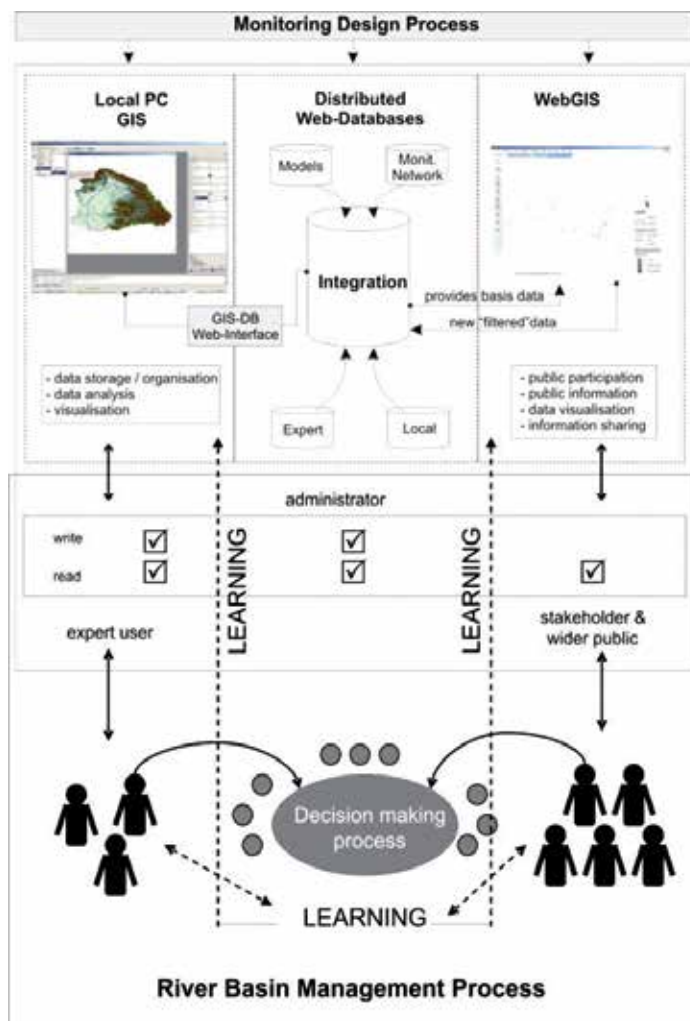 Monitoring Design Process
Local PC
GIS
Distributed
Web-Databases
WebGIS
Models
Monit.
Network
Integration
provides basis data
GIS-DB
Web-Interface
new "filtered"data
- data storage / organisation
- data analysis
- visualisation
Expert
Local
- public participation
- public information
- data visualisation
- information sharing
administrator
write
read
LEARNING
LEARNING
expert user
stakeholder &
wider public
Decision making
process
LEARNING
River Basin Management Process